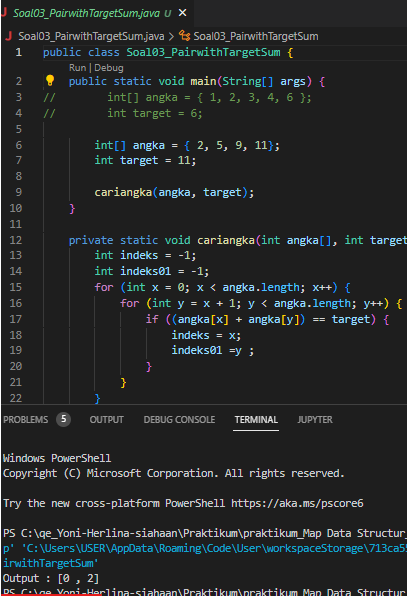 Soal03_PairwithTargetSum.java U ×
Soal03_PairwithTargetSum.java > Soal03_PairwithTargetSum
1 public class Soal03_PairwithTargetSum {
Run | Debug
2 public static void main(String[] args) {
3 // int[] angka = { 1, 2, 3, 4, 6 };
4 // int target = 6;
5
6 int[] angka = { 2, 5, 9, 11};
7 int target = 11;
8
9 cariangka(angka, target);
10 }
11
12 private static void cariangka(int angka[], int target
13 int indeks = -1;
14 int indeks01 = -1;
15 for (int x = 0; x < angka.length; x++) {
16 for (int y = x + 1; y < angka.length; y++) {
17 if ((angka[x] + angka[y]) == target) {
18 indeks = x;
19 indeks01 =y ;
20 }
21 }
22 }
PROBLEMS 5 OUTPUT DEBUG CONSOLE TERMINAL JUPYTER
Windows PowerShell
Copyright (C) Microsoft Corporation. All rights reserved.
Try the new cross-platform PowerShell https://aka.ms/pscore6
PS C:\qe_Yoni-Herlina-siahaan\Praktikum\praktikum_Map Data Structur
p' 'C:\Users\USER\AppData\Roaming\Code\User\workspaceStorage\713ca55
irwithTargetSum'
Output : [0 , 2]
PS C:\qe_Yoni-Herlina-siahaan\Praktikum\praktikum_Map Data Structur